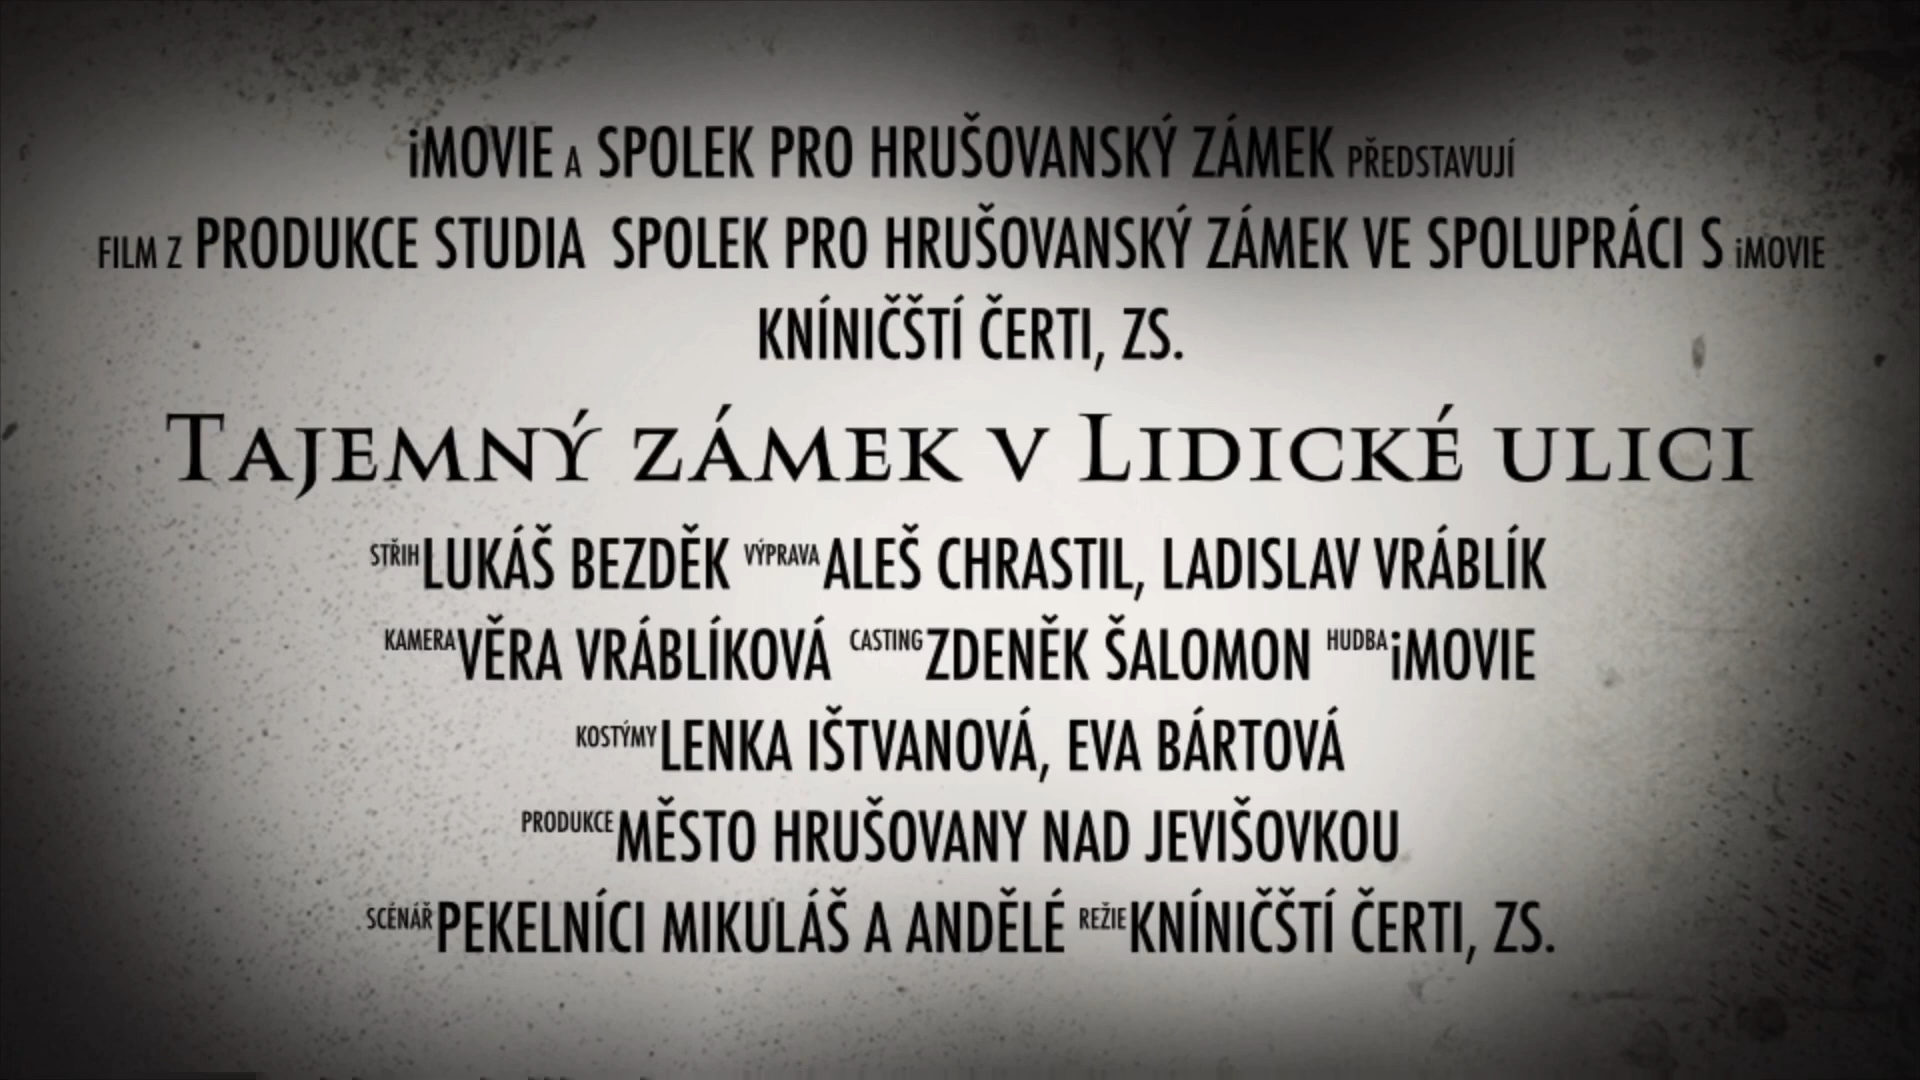 iMOVIE A SPOLEK PRO HRUŠOVANSKÝ ZÁMEK PŘEDSTAVUJÍ
FILM Z PRODUKCE STUDIA SPOLEK PRO HRUŠOVANSKÝ ZÁMEK VE SPOLUPRÁCI S iMOVIE
KNÍNIČŠTÍ ČERTI, ZS.
TAJEMNÝ ZÁMEK V LIDICKÉ ULICI
STŘIH LUKÁŠ BEZDĚK VÝPRAVA ALEŠ CHRASTIL, LADISLAV VRÁBLÍK
KAMERA VĚRA VRÁBLÍKOVÁ CASTING ZDENĚK ŠALOMON HUDBA iMOVIE
KOSTÝMY LENKA IŠTVANOVÁ, EVA BÁRTOVÁ
PRODUKCE MĚSTO HRUŠOVANY NAD JEVIŠOVKOU
SCÉNÁŘ PEKELNÍCI MIKULÁŠ A ANDĚLÉ REŽIE KNÍNIČŠTÍ ČERTI, ZS.